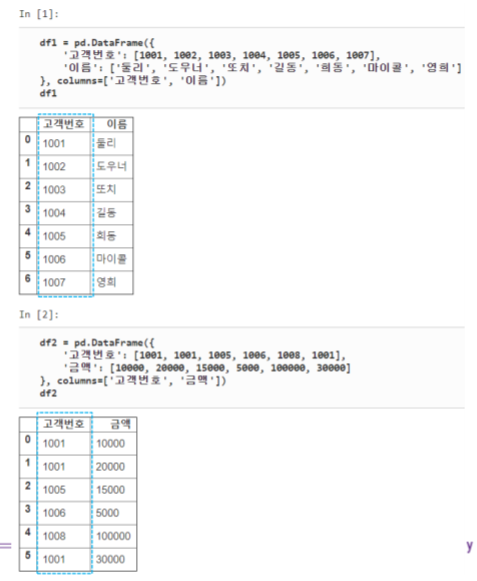 In [1]:
df1 = pd.DataFrame({
'고객번호': [1001, 1002, 1003, 1004, 1005, 1006, 1007],
'이름': ['둘리', '도우너', '또치', '길동', '희동', '마이콜', '영희']
}, columns=['고객번호', '이름'])
df1
고객번호 이름
0 1001 둘리
1 1002 도우너
2 1003 또치
3 1004 길동
4 1005 희동
5 1006 마이콜
6 1007 영희
In [2]:
df2 = pd.DataFrame({
'고객번호': [1001, 1001, 1005, 1006, 1008, 1001],
'금액': [10000, 20000, 15000, 5000, 100000, 30000]
}, columns=['고객번호', '금액'])
df2
고객번호 금액
0 1001 10000
1 1001 20000
2 1005 15000
3 1006 5000
4 1008 100000
5 1001 30000
= y